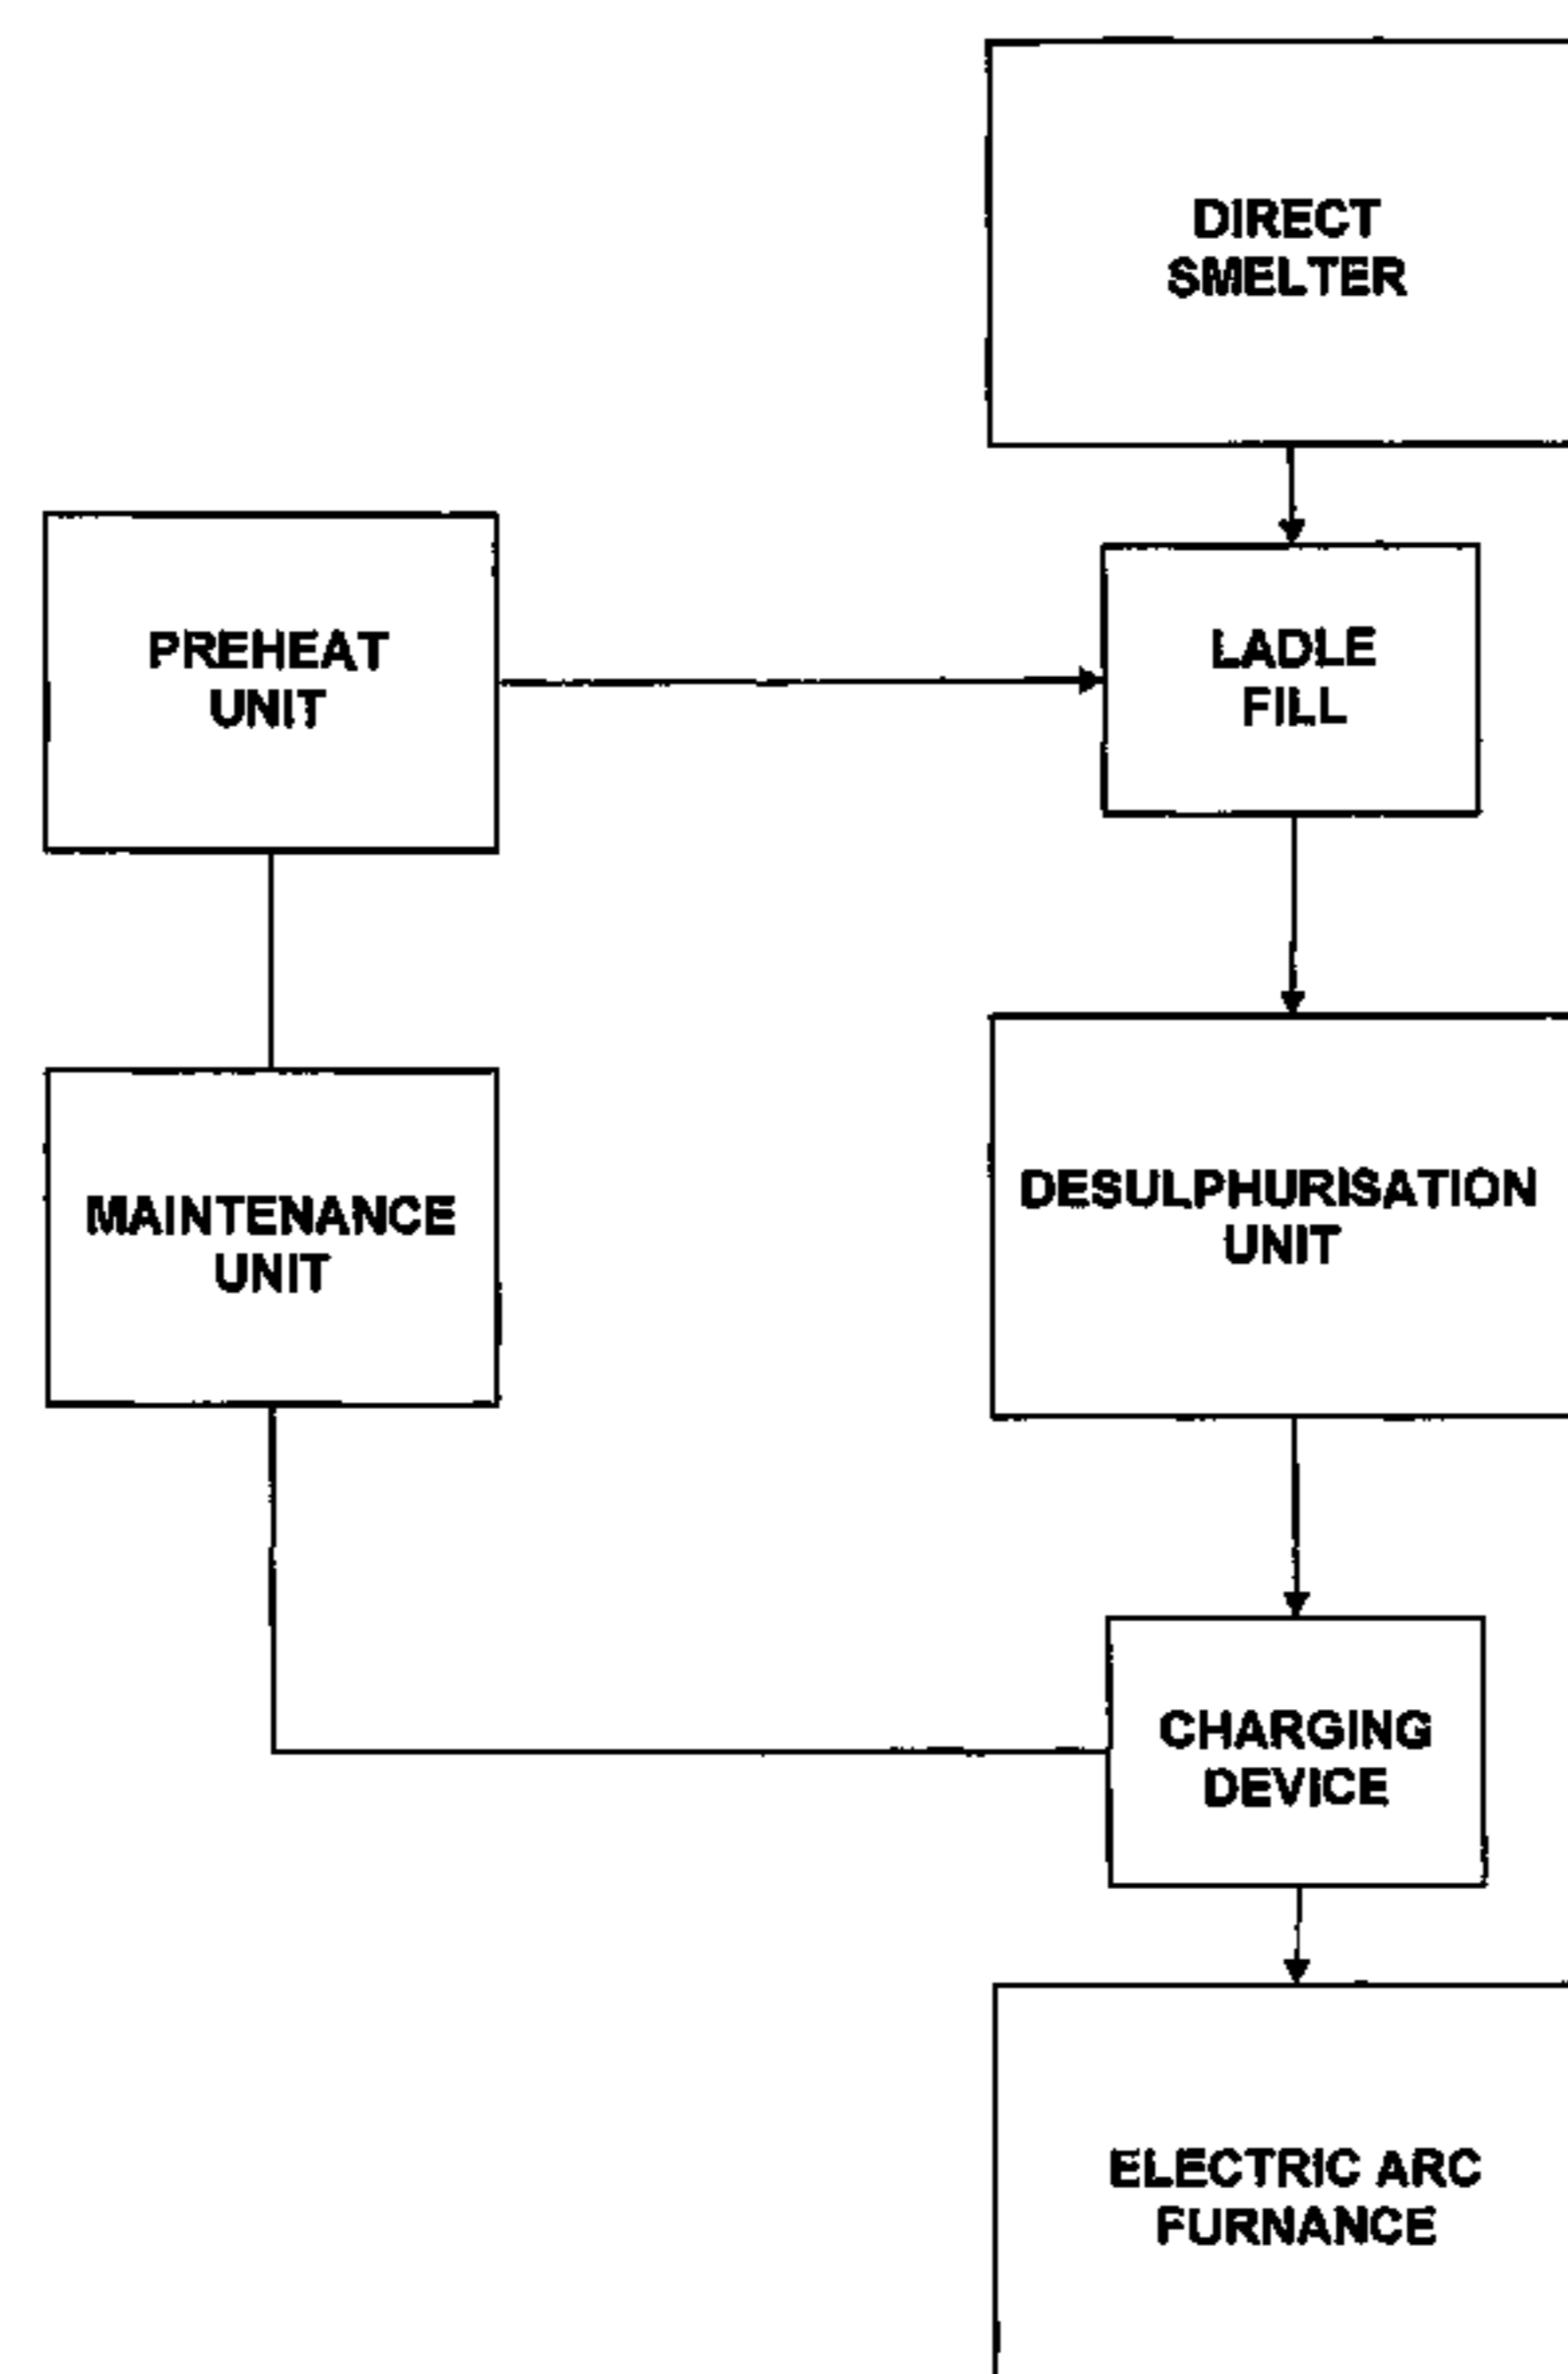 DIRECT
SMELTER
PREHEAT
UNIT
LADLE
FILL
MAINTENANCE
UNIT
DESULPHURISATION
UNIT
CHARGING
DEVICE
ELECTRIC ARC
FURNANCE